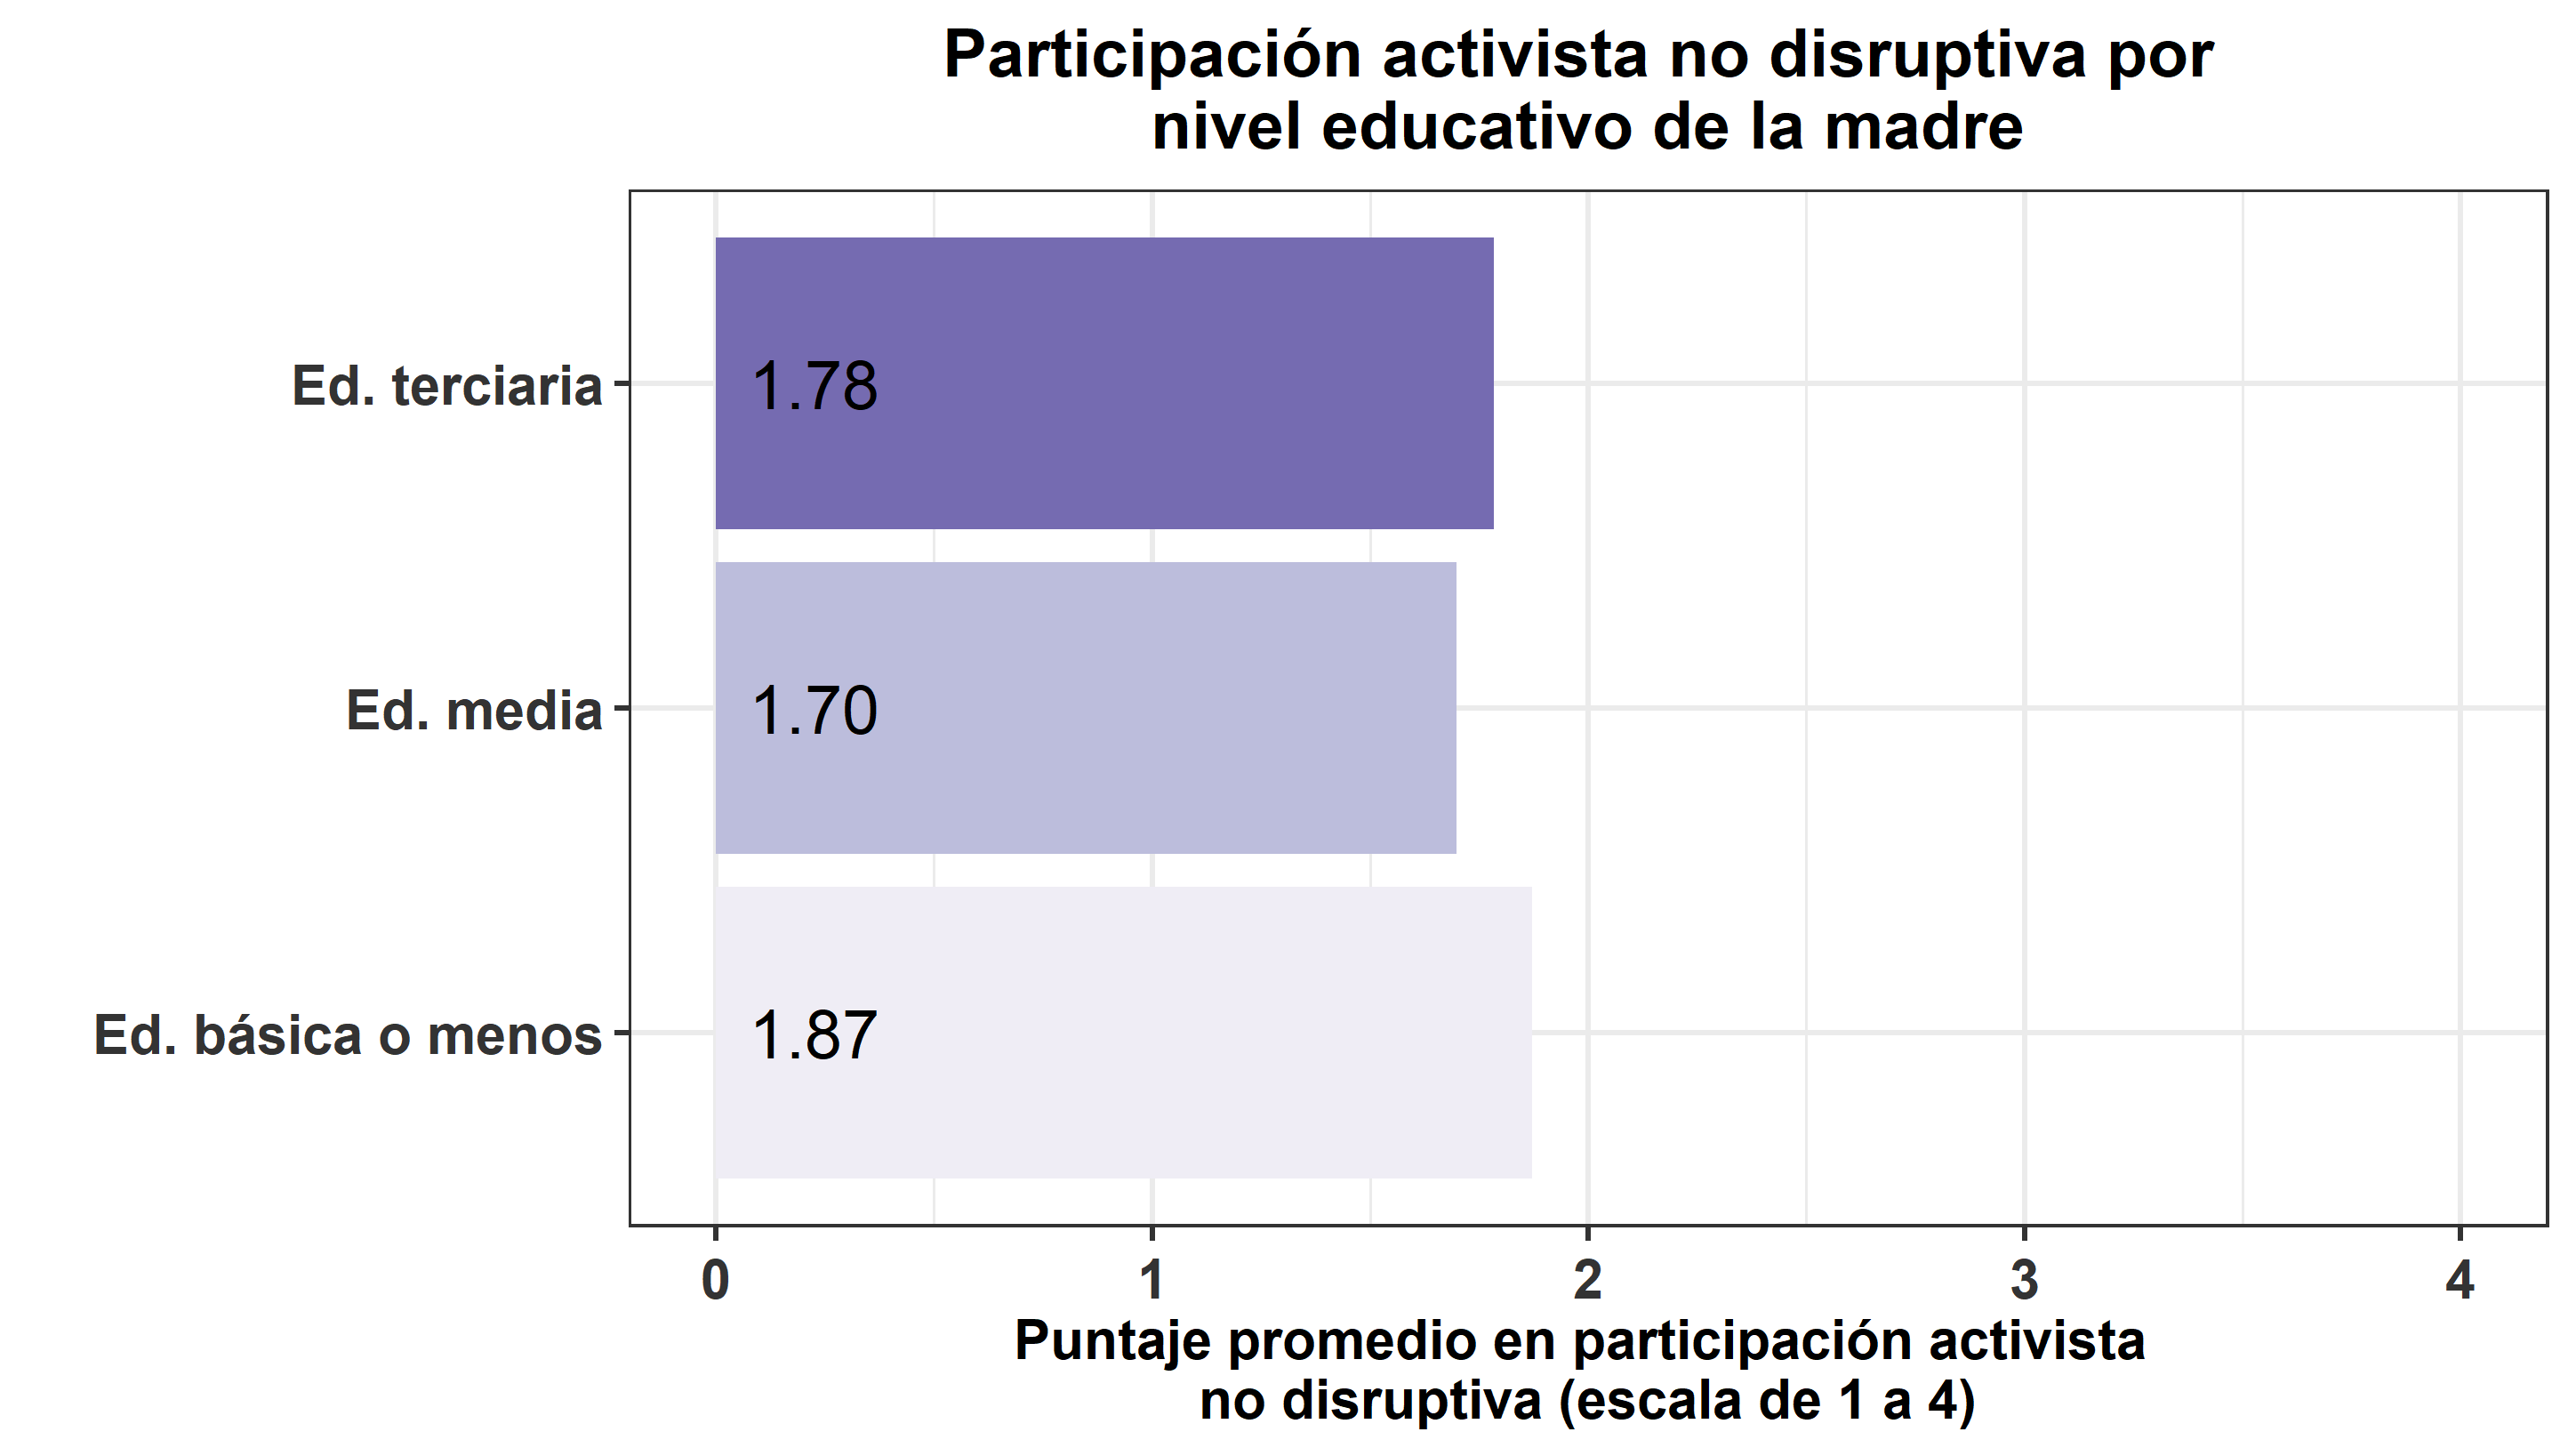 Participación activista no disruptiva por
nivel educativo de la madre
Ed. terciaria
1.78
Ed. media
1.70
Ed. básica o menos
1.87
0 1 2 3 4
Puntaje promedio en participación activista
no disruptiva (escala de 1 a 4)